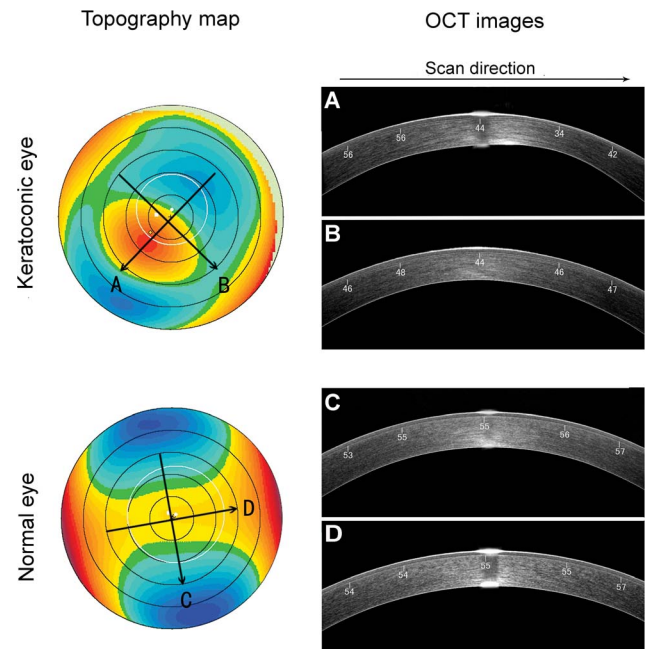 Topography map
OCT images
Scan direction
Keratoconic eye
A
B
A
56
56
44
34
42
B
46
48
44
46
47
Normal eye
D
C
C
53
55
55
56
57
D
54
54
55
55
57